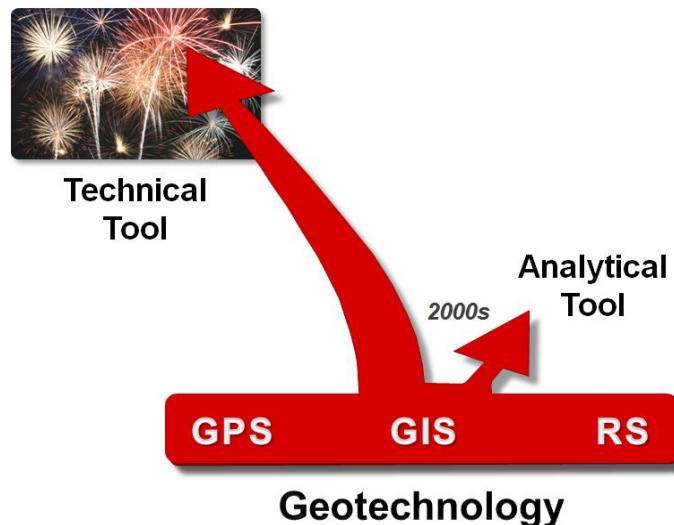 Technical
Tool
Analytical
Tool
2000s
GPS GIS RS
Geotechnology